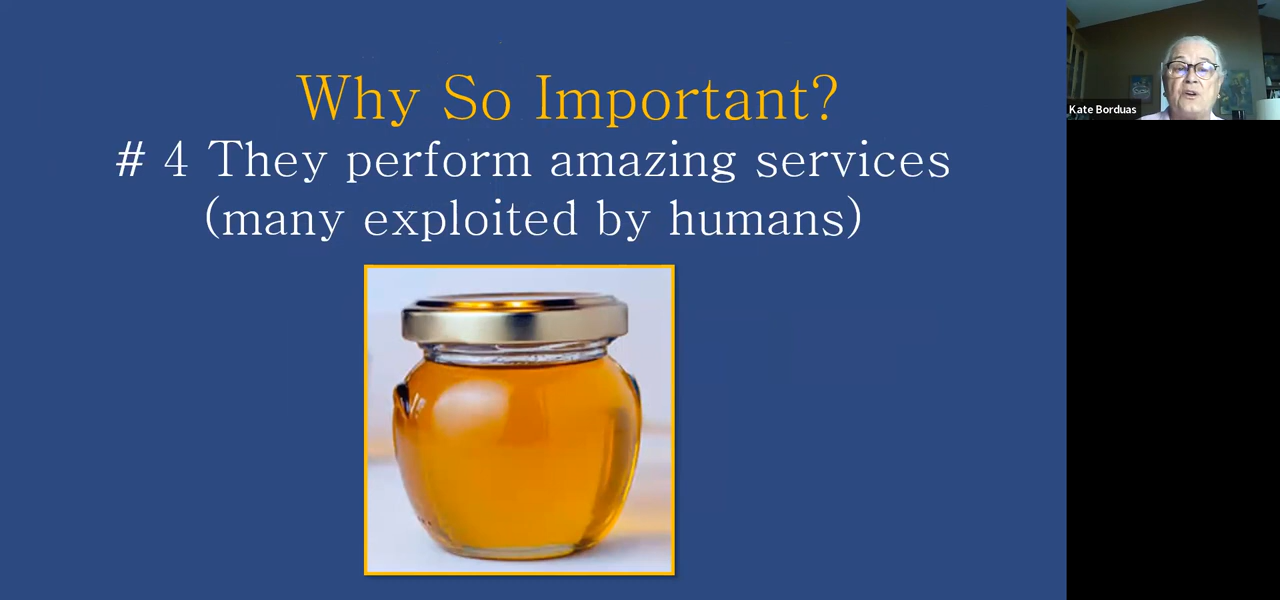 Why So Important?
# 4 They perform amazing services
(many exploited by humans)
Kate Borduas